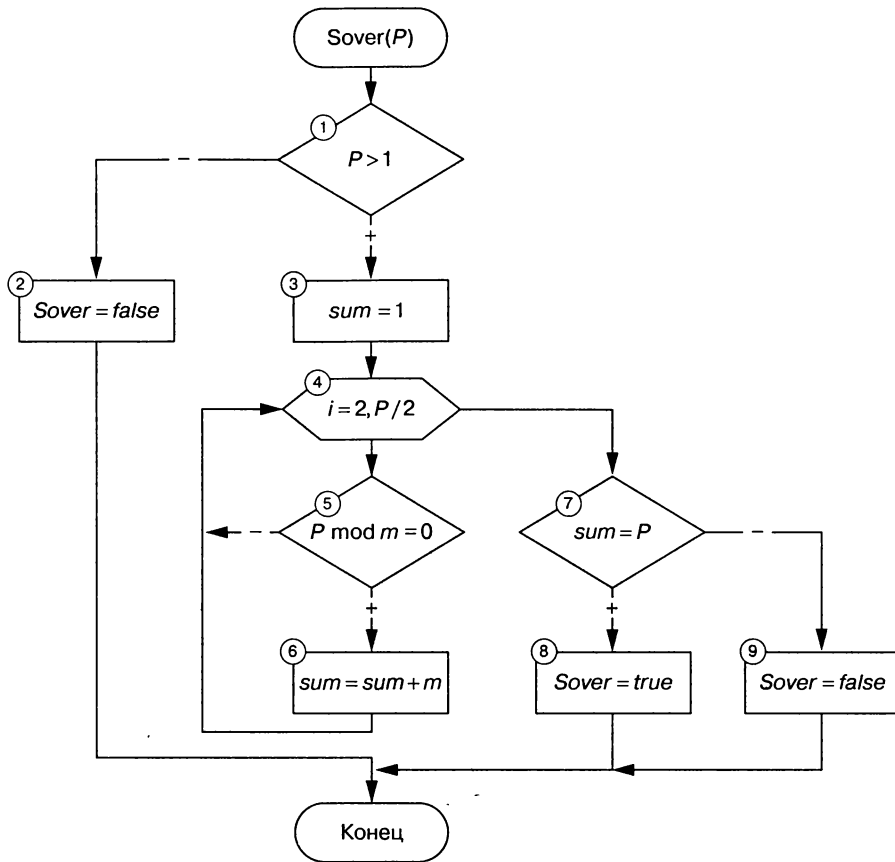 Sover(P)
1
P > 1
−
+
2
Sover = false
3
sum = 1
4
i = 2, P / 2
5
P mod m = 0
−
+
6
sum = sum + m
7
sum = P
−
+
8
Sover = true
9
Sover = false
Конец